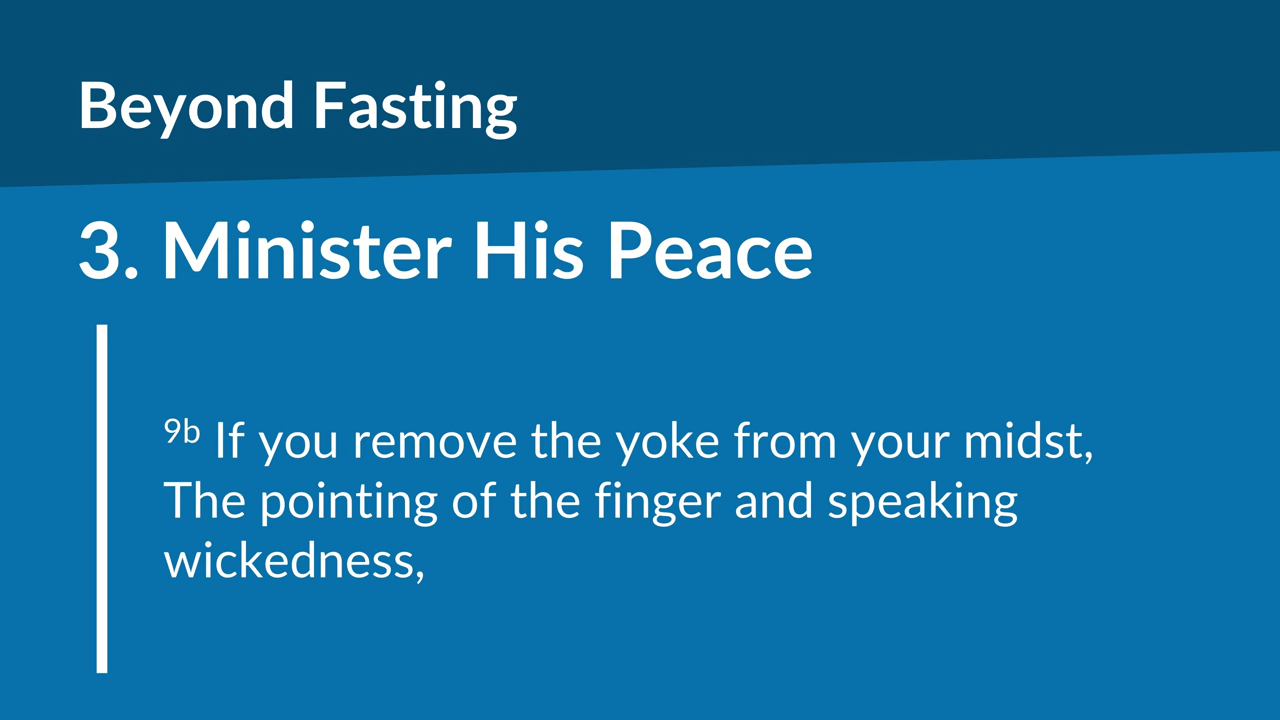 Beyond Fasting
3. Minister His Peace
9b If you remove the yoke from your midst,
The pointing of the finger and speaking
wickedness,